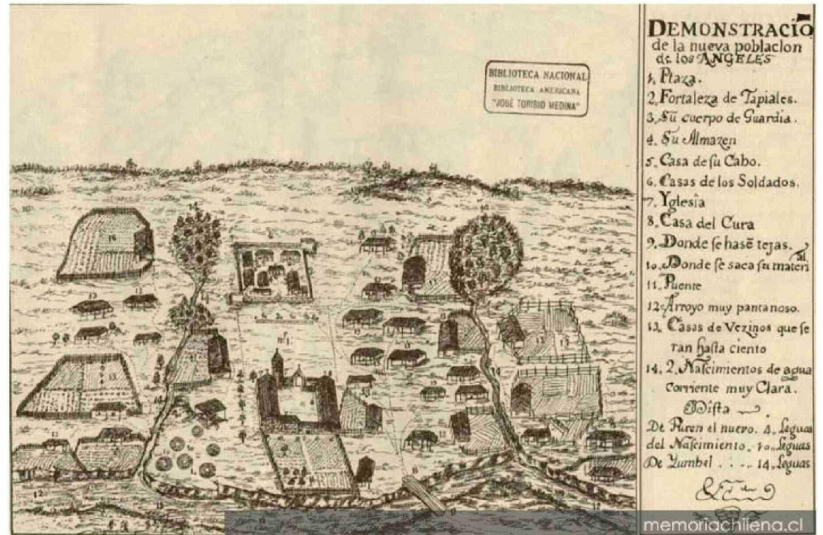 BIBLIOTECA NACIONAL
BIBLIOTECA AMERICANA
"JOSÉ TORIBIO MEDINA"
DEMONSTRACIÕ
de la nueva poblacion
de los ANGELES
1, Plaza.
2, Fortaleza de Tapiales.
3, Su cuerpo de Guardia.
4. Su Almazen
5. Casa de su Cabo.
6. Casas de los Soldados.
7. Yglesia
8. Casa del Cura
9. Donde se hasẽ tejas.
10. Donde se saca su materi
al
11. Puente
12. Arroyo muy pantanoso.
13. Casas de Vezinos que se
ran hasta ciento
14. 2. Nascimientos de agua
corriente muy Clara.
Dista
De Puren el nuevo. 4. Leguas
del Nascimiento. 10. Leguas
De Yumbel . . . . 14. Leguas
memoriachilena.cl